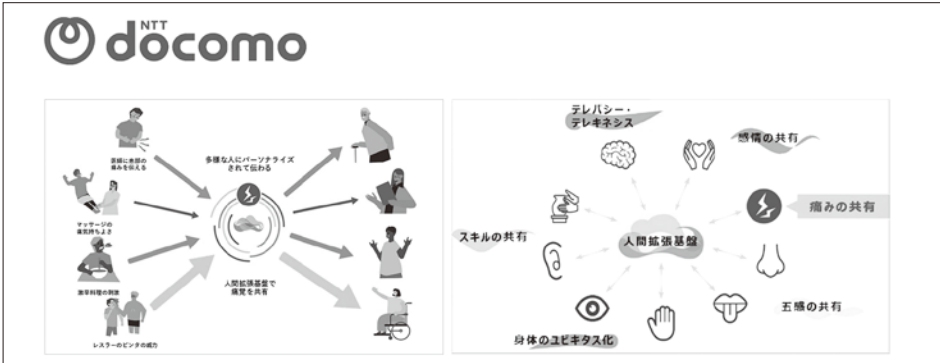 NTT
docomo
医師に患部の
痛みを伝える
マッサージの
痛気持ちよさ
激辛料理の刺激
レスラーのビンタの威力
多様な人にパーソナライズ
されて伝わる
人間拡張基盤で
痛覚を共有
テレパシー・
テレキネシス
感情の共有
痛みの共有
スキルの共有
人間拡張基盤
五感の共有
身体のユビキタス化